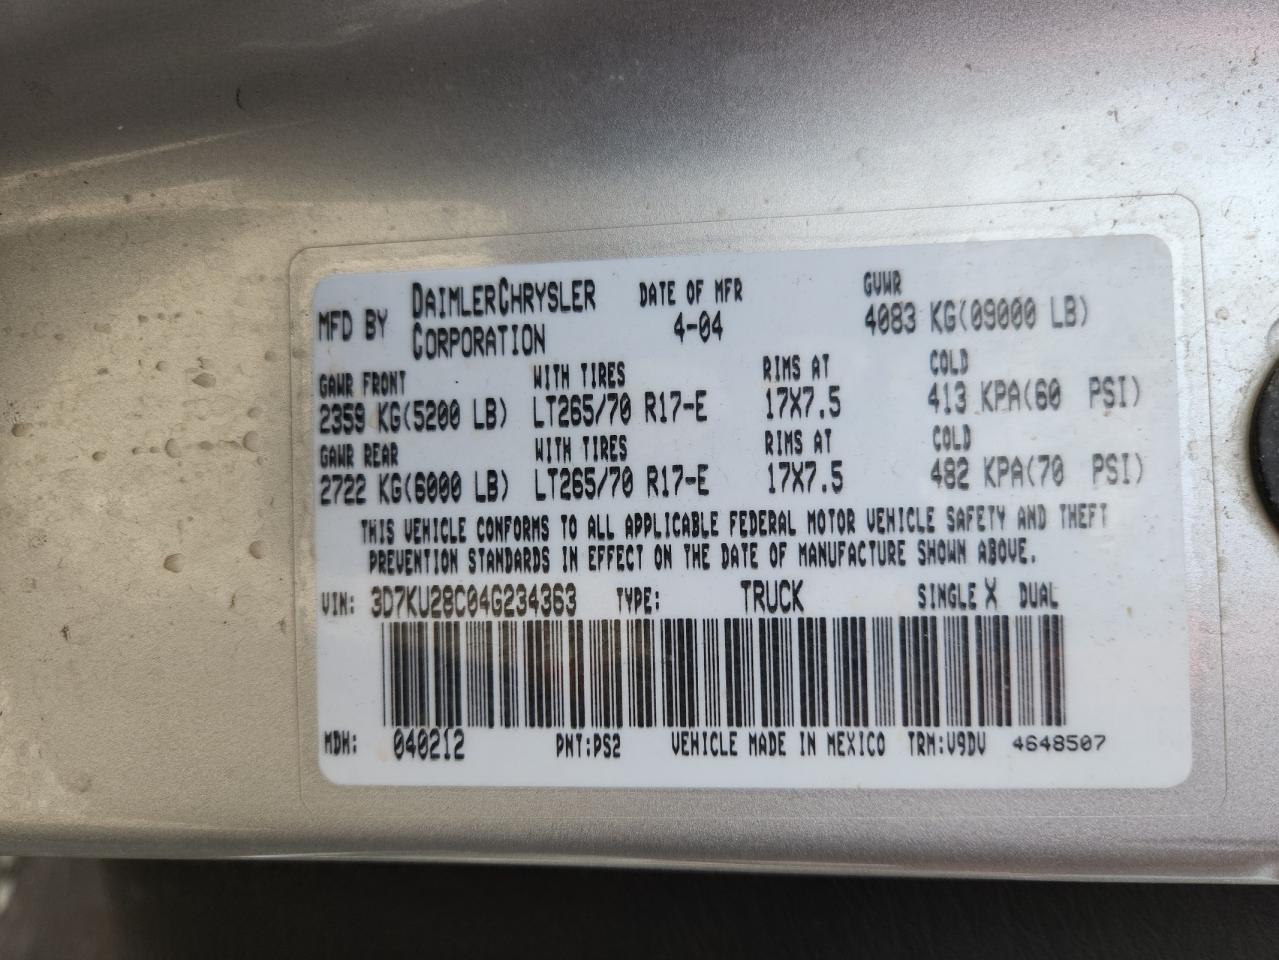 MFD BY DAIMLERCHRYSLER CORPORATION DATE OF MFR 4-04 GVWR 4083 KG(09000 LB)
GAWR FRONT WITH TIRES RIMS AT COLD
2359 KG(5200 LB) LT265/70 R17-E 17X7.5 413 KPA(60 PSI)
GAWR REAR WITH TIRES RIMS AT COLD
2722 KG(6000 LB) LT265/70 R17-E 17X7.5 482 KPA(70 PSI)
THIS VEHICLE CONFORMS TO ALL APPLICABLE FEDERAL MOTOR VEHICLE SAFETY AND THEFT
PREVENTION STANDARDS IN EFFECT ON THE DATE OF MANUFACTURE SHOWN ABOVE.
VIN: 3D7KU28C04G234363 TYPE: TRUCK SINGLE X DUAL
MDH: 040212 PNT:PS2 VEHICLE MADE IN MEXICO TRM:V9DV 4648507